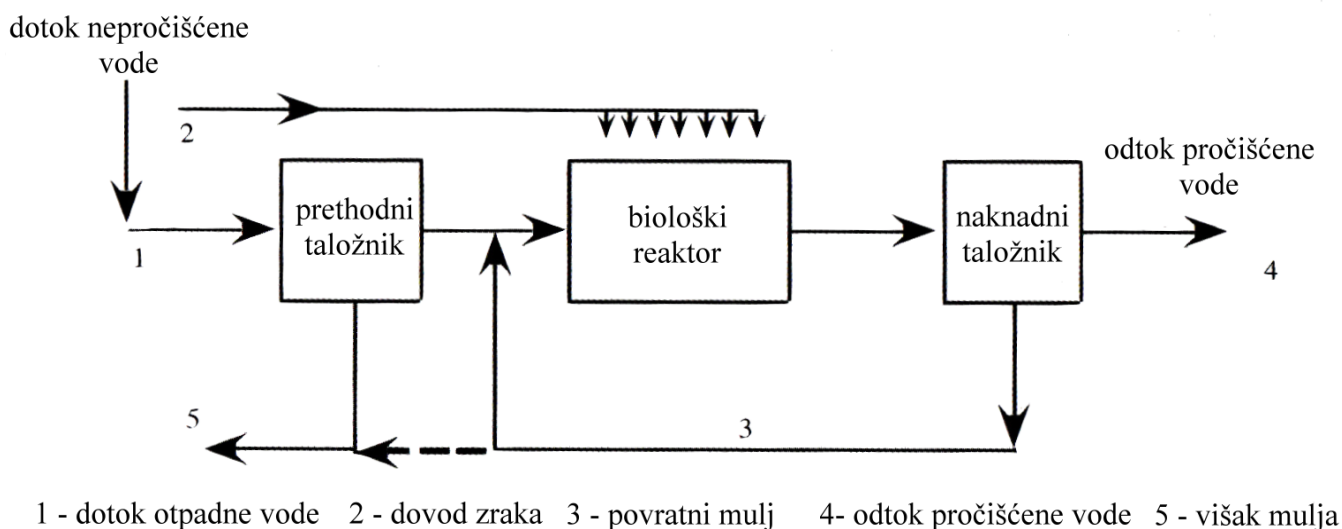 dotok nepročišćene
vode
2
odtok pročišćene
vode
prethodni
taložnik
biološki
reaktor
naknadni
taložnik
1
4
5
3
1 - dotok otpadne vode 2 - dovod zraka 3 - povratni mulj 4- odtok pročišćene vode 5 - višak mulja